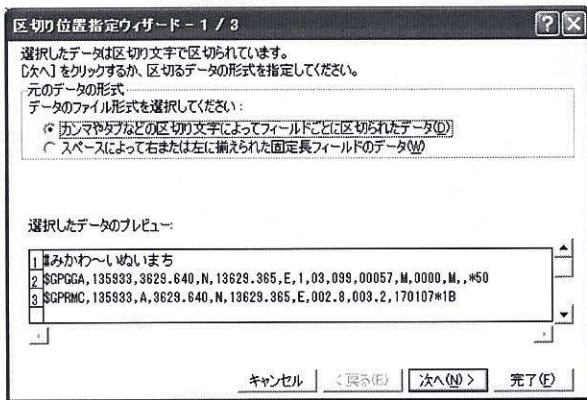 区切り位置指定ウィザード - 1 / 3
選択したデータは区切り文字で区切られています。
[次へ] をクリックするか、区切るデータの形式を指定してください。
元のデータの形式
データのファイル形式を選択してください：
カンマやタブなどの区切り文字によってフィールドごとに区切られたデータ(D)
スペースによって右または左に揃えられた固定長フィールドのデータ(W)
選択したデータのプレビュー:
1 #みかわ～いぬいまち
2 $GPGGA,135933,3629.640,N,13629.365,E,1,03,099,00057,M,0000,M,,*50
3 $GPRMC,135933,A,3629.640,N,13629.365,E,002.8,003.2,170107*1B
キャンセル < 戻る(B) 次へ(N) > 完了(F)